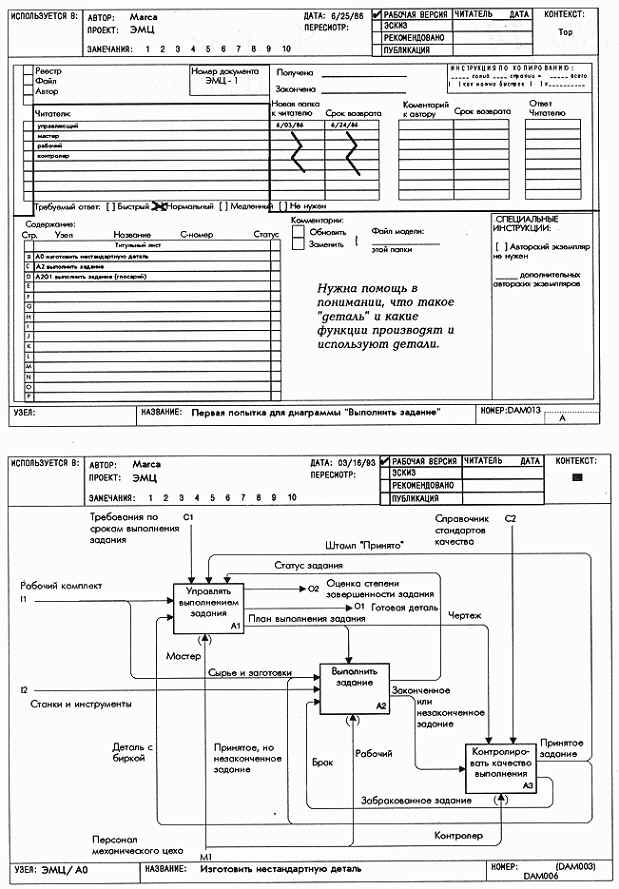 ИСПОЛЬЗУЕТСЯ В:
АВТОР: Marca
ПРОЕКТ: ЭМЦ
ЗАМЕЧАНИЯ: 1 2 3 4 5 6 7 8 9 10
ДАТА: 6/25/86
ПЕРЕСМОТР:
РАБОЧАЯ ВЕРСИЯ
ЭСКИЗ
РЕКОМЕНДОВАНО
ПУБЛИКАЦИЯ
ЧИТАТЕЛЬ ДАТА
КОНТЕКСТ:
Top
Реестр
Файл
Автор
Номер документа
ЭМЦ - 1
Получена
Закончена
ИНСТРУКЦИЯ ПО КОПИРОВАНИЮ:
Читатели:
управляющий
мастер
рабочий
контролер
Новая папка
к читателю
Срок возврата
6/03/86
6/24/86
Коменторий
к автору
Срок возврата
Ответ
Читателю
Требуемый ответ: [ ] Быстрый Нормальный [ ] Медленный [ ] Не нужен
Содержание:
Стр. Узел Название С-номер Статус
Титульный лист
B A0 изготовить нестандартную деталь
C A2 выполнить задание
D A2G1 выполнить задание (глосарий)
E
F
G
H
I
J
K
L
M
N
O
P
Комментарии:
Обновить
Заменить
Файл модели:
этой папки
СПЕЦИАЛЬНЫЕ
ИНСТРУКЦИИ:
[ ] Авторский экземпляр
не нужен
дополнительных
авторских экземпляров
Нужна помощь в
понимании, что такое
"деталь" и какие
функции производят и
используют детали.
УЗЕЛ:
НАЗВАНИЕ: Первая попытка для диаграммы "Выполнить задание"
НОМЕР: DAM013
A
ИСПОЛЬЗУЕТСЯ В:
АВТОР: Marca
ПРОЕКТ: ЭМЦ
ЗАМЕЧАНИЯ: 1 2 3 4 5 6 7 8 9 10
ДАТА: 03/16/93
ПЕРЕСМОТР:
РАБОЧАЯ ВЕРСИЯ
ЭСКИЗ
РЕКОМЕНДОВАНО
ПУБЛИКАЦИЯ
ЧИТАТЕЛЬ ДАТА
КОНТЕКСТ:
Требования по
срокам выполнения
задания
C1
Справочник
стандартов
качества
C2
Штамп "Принято"
Статус задания
Рабочий комплект
I1
Управлять
выполнением
задания
A1
O2
Оценка степени
завершенности задания
O1 Готовая деталь
План выполнения задания
Чертеж
Мастер
Сырье и заготовки
I2
Станки и инструменты
Выполнить
задание
A2
Законченное
или
незаконченное
задание
Деталь с
биркой
Принятое, но
незаконченное
задание
Брак
Рабочий
Контролиро-
вать качество
выполнения
A3
Принятое
задание
Забракованное задание
Контролер
Персонал
механического цехо
M1
УЗЕЛ: ЭМЦ/ A0
НАЗВАНИЕ: Изготовить нестандартную деталь
НОМЕР: (DAM003)
DAM006